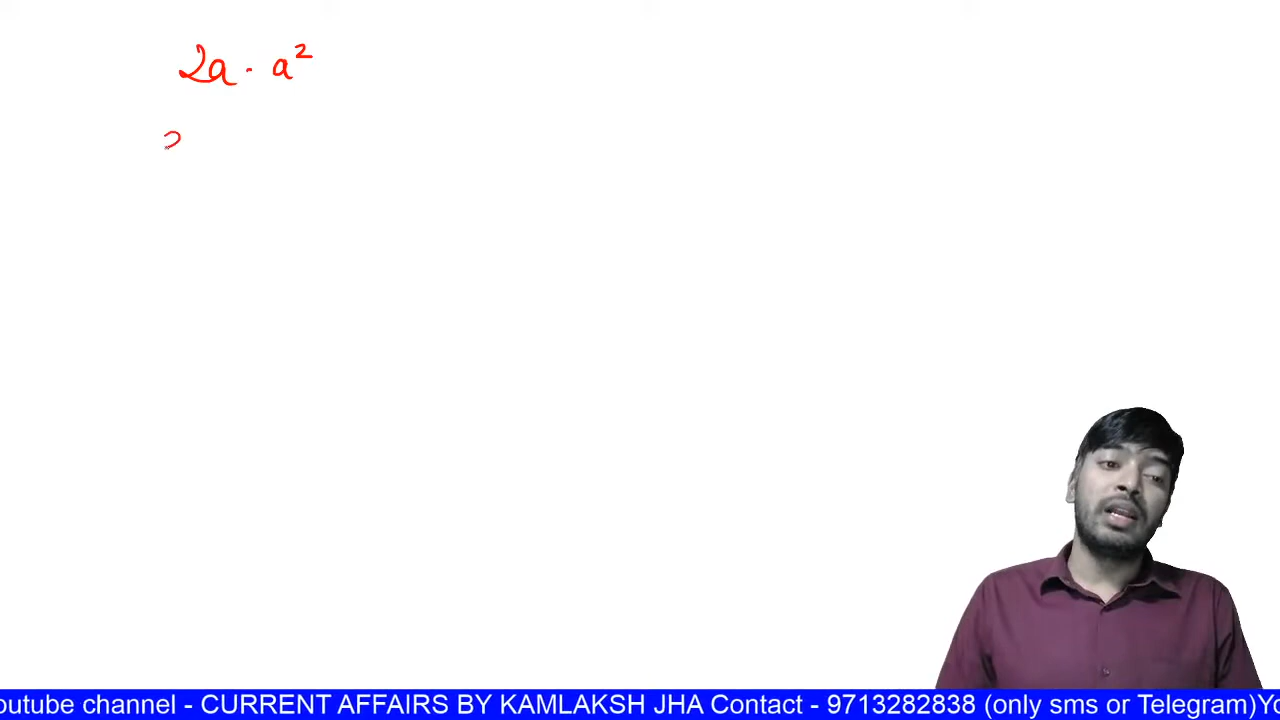 2a · a²
outube channel - CURRENT AFFAIRS BY KAMLAKSH JHA Contact - 9713282838 (only sms or Telegram)Yo